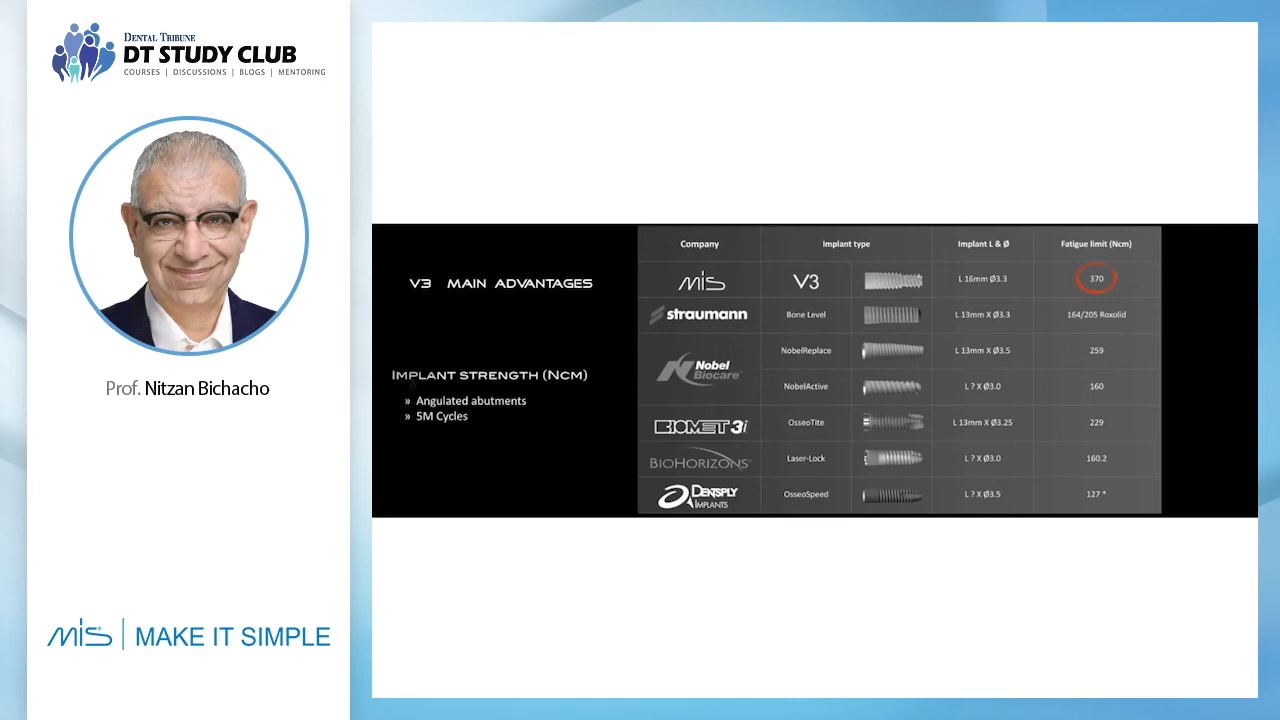 DENTAL TRIBUNE
DT STUDY CLUB
COURSES | DISCUSSIONS | BLOGS | MENTORING
Prof. Nitzan Bichacho
MIS® | MAKE IT SIMPLE
V3 MAIN ADVANTAGES
IMPLANT STRENGTH (NCM)
» Angulated abutments
» 5M Cycles
Company Implant type Implant L & Ø Fatigue limit (Ncm)
MIS V3 L 16mm Ø3.3 370
straumann Bone Level L 13mm X Ø3.3 164/205 Roxolid
Nobel Biocare NobelReplace L 13mm X Ø3.5 259
NobelActive L ? X Ø3.0 160
BIOMET 3i OsseoTite L 13mm X Ø3.25 229
BIOHORIZONS Laser-Lock L ? X Ø3.0 160.2
DENTSPLY IMPLANTS OsseoSpeed L ? X Ø3.5 127 *